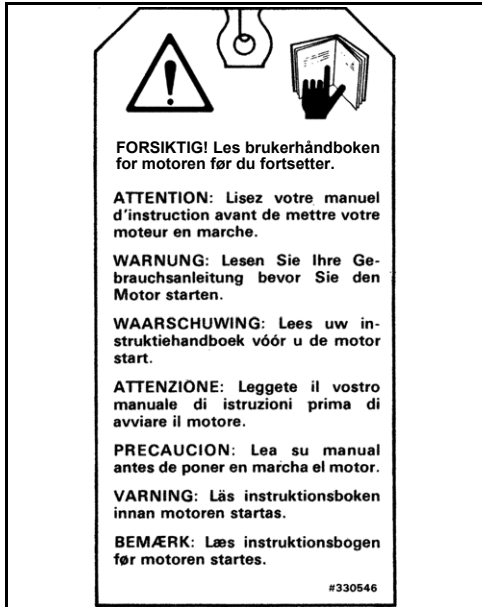 FORSIKTIG! Les brukerhåndboken
for motoren før du fortsetter.
ATTENTION: Lisez votre manuel
d'instruction avant de mettre votre
moteur en marche.
WARNUNG: Lesen Sie Ihre Ge-
brauchsanleitung bevor Sie den
Motor starten.
WAARSCHUWING: Lees uw in-
struktiehandboek vóór u de motor
start.
ATTENZIONE: Leggete il vostro
manuale di istruzioni prima di
avviare il motore.
PRECAUCION: Lea su manual
antes de poner en marcha el motor.
VARNING: Läs instruktionsboken
innan motoren startas.
BEMÆRK: Læs instruktionsbogen
før motoren startes.
#330546